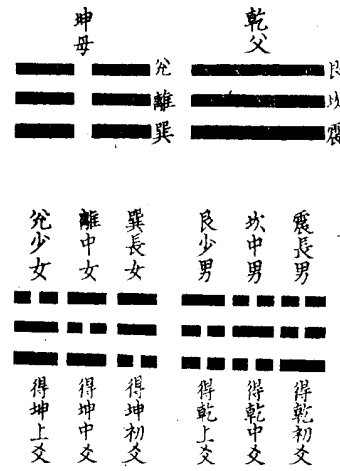 乾父
艮
坎
震
坤母
兌
離
巽
震長男
坎中男
艮少男
巽長女
離中女
兌少女
得乾初爻
得乾中爻
得乾上爻
得坤初爻
得坤中爻
得坤上爻